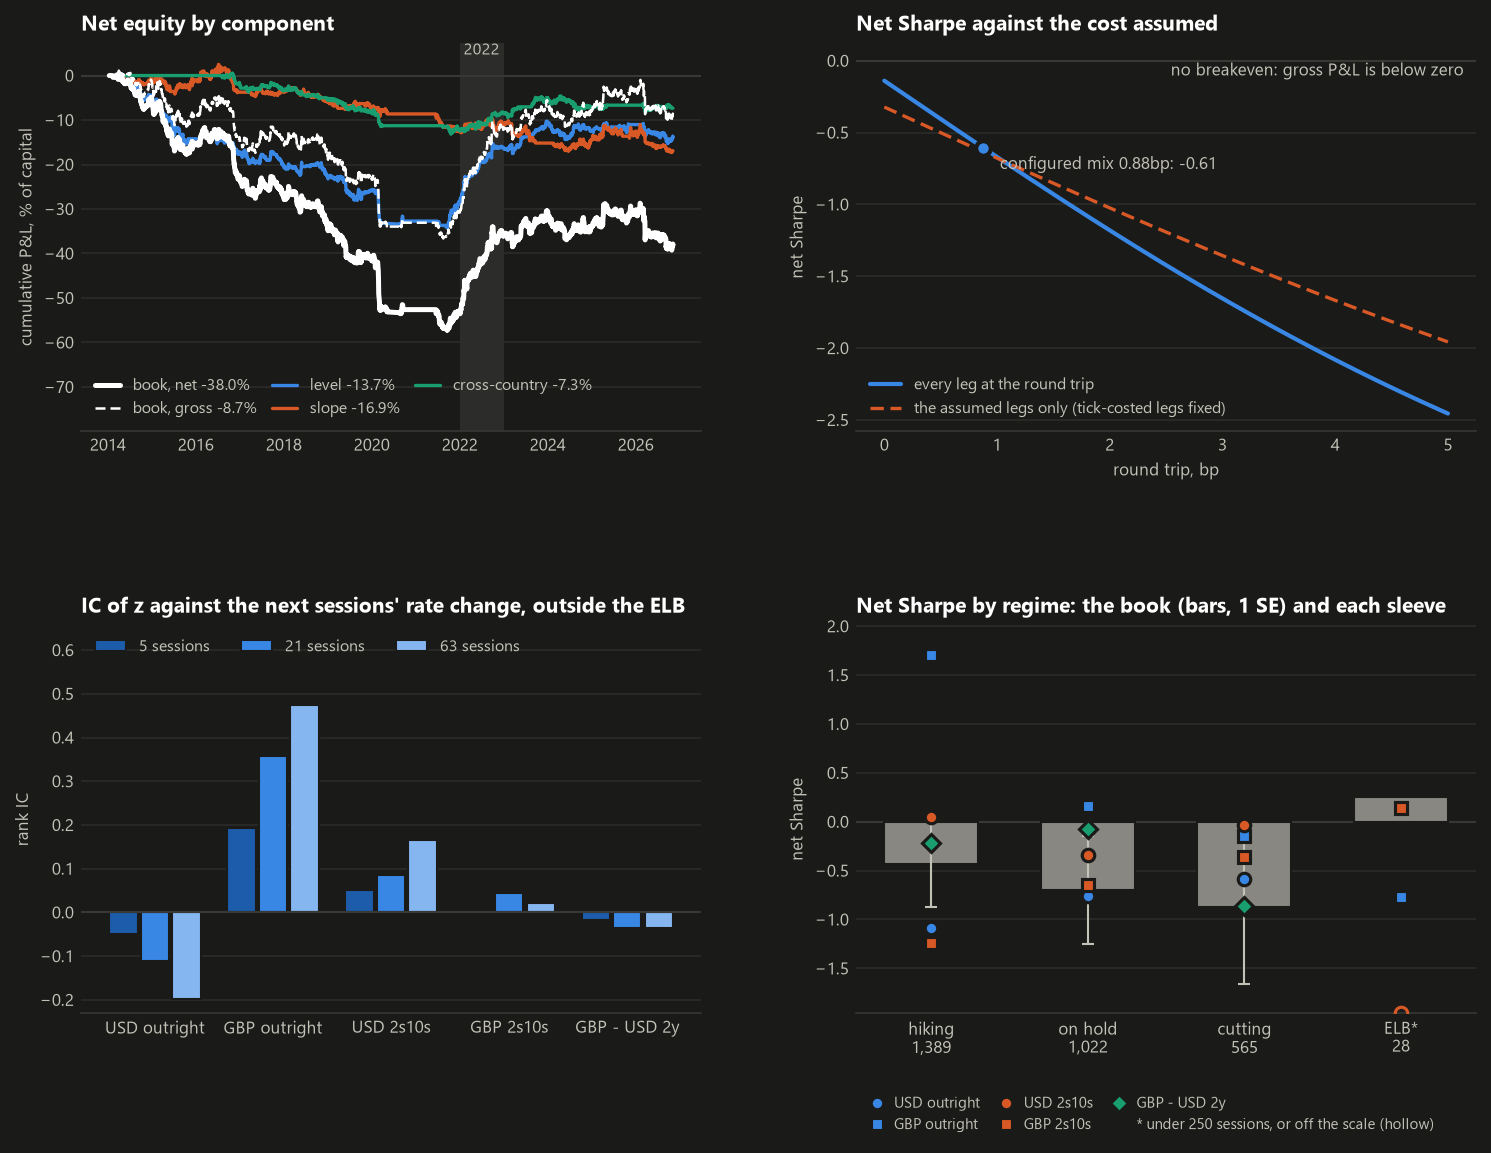 Net equity by component
2022
0
−10
−20
−30
−40
−50
−60
−70
cumulative P&L, % of capital
book, net -38.0%
level -13.7%
cross-country -7.3%
book, gross -8.7%
slope -16.9%
2014
2016
2018
2020
2022
2024
2026
Net Sharpe against the cost assumed
0.0
−0.5
−1.0
−1.5
−2.0
−2.5
net Sharpe
no breakeven: gross P&L is below zero
configured mix 0.88bp: -0.61
every leg at the round trip
the assumed legs only (tick-costed legs fixed)
0
1
2
3
4
5
round trip, bp
IC of z against the next sessions' rate change, outside the ELB
5 sessions
21 sessions
63 sessions
0.6
0.5
0.4
0.3
0.2
0.1
0.0
−0.1
−0.2
rank IC
USD outright
GBP outright
USD 2s10s
GBP 2s10s
GBP - USD 2y
Net Sharpe by regime: the book (bars, 1 SE) and each sleeve
2.0
1.5
1.0
0.5
0.0
−0.5
−1.0
−1.5
net Sharpe
hiking
1,389
on hold
1,022
cutting
565
ELB*
28
USD outright
USD 2s10s
GBP - USD 2y
GBP outright
GBP 2s10s
* under 250 sessions, or off the scale (hollow)